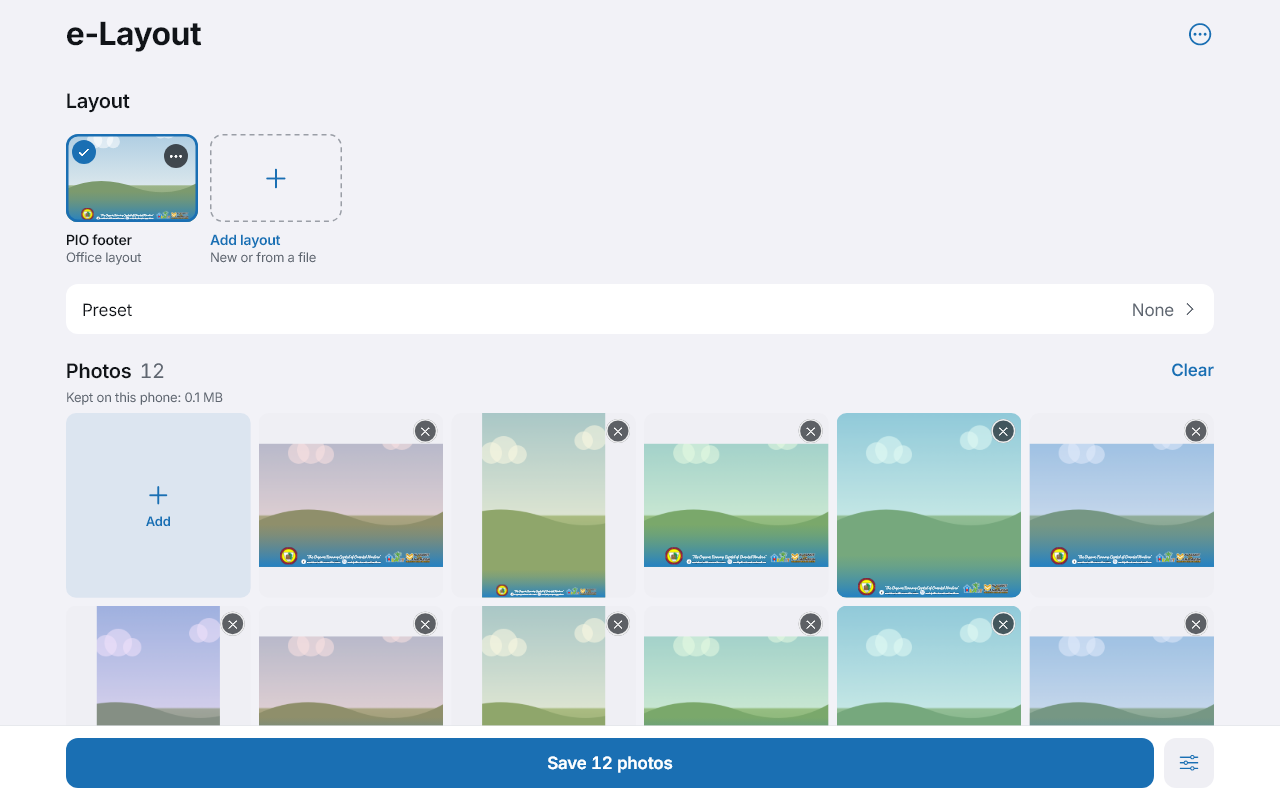 e-Layout
Layout
PIO footer
Office layout
Add layout
New or from a file
Preset
None
Photos 12
Clear
Kept on this phone: 0.1 MB
Add
Save 12 photos